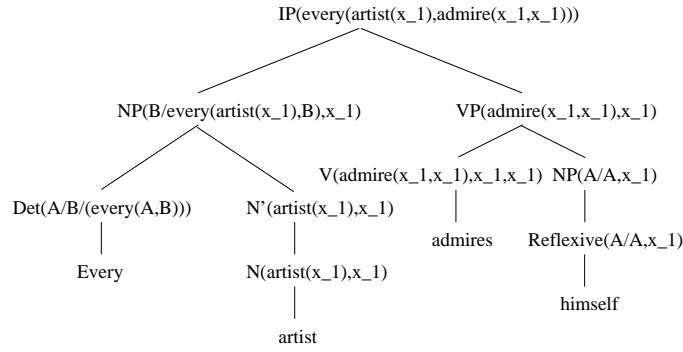 IP(every(artist(x_1),admire(x_1,x_1)))
NP(B/every(artist(x_1),B),x_1) VP(admire(x_1,x_1),x_1)
V(admire(x_1,x_1),x_1,x_1) NP(A/A,x_1)
Det(A/B/(every(A,B))) N'(artist(x_1),x_1) admires Reflexive(A/A,x_1)
Every N(artist(x_1),x_1) himself
artist